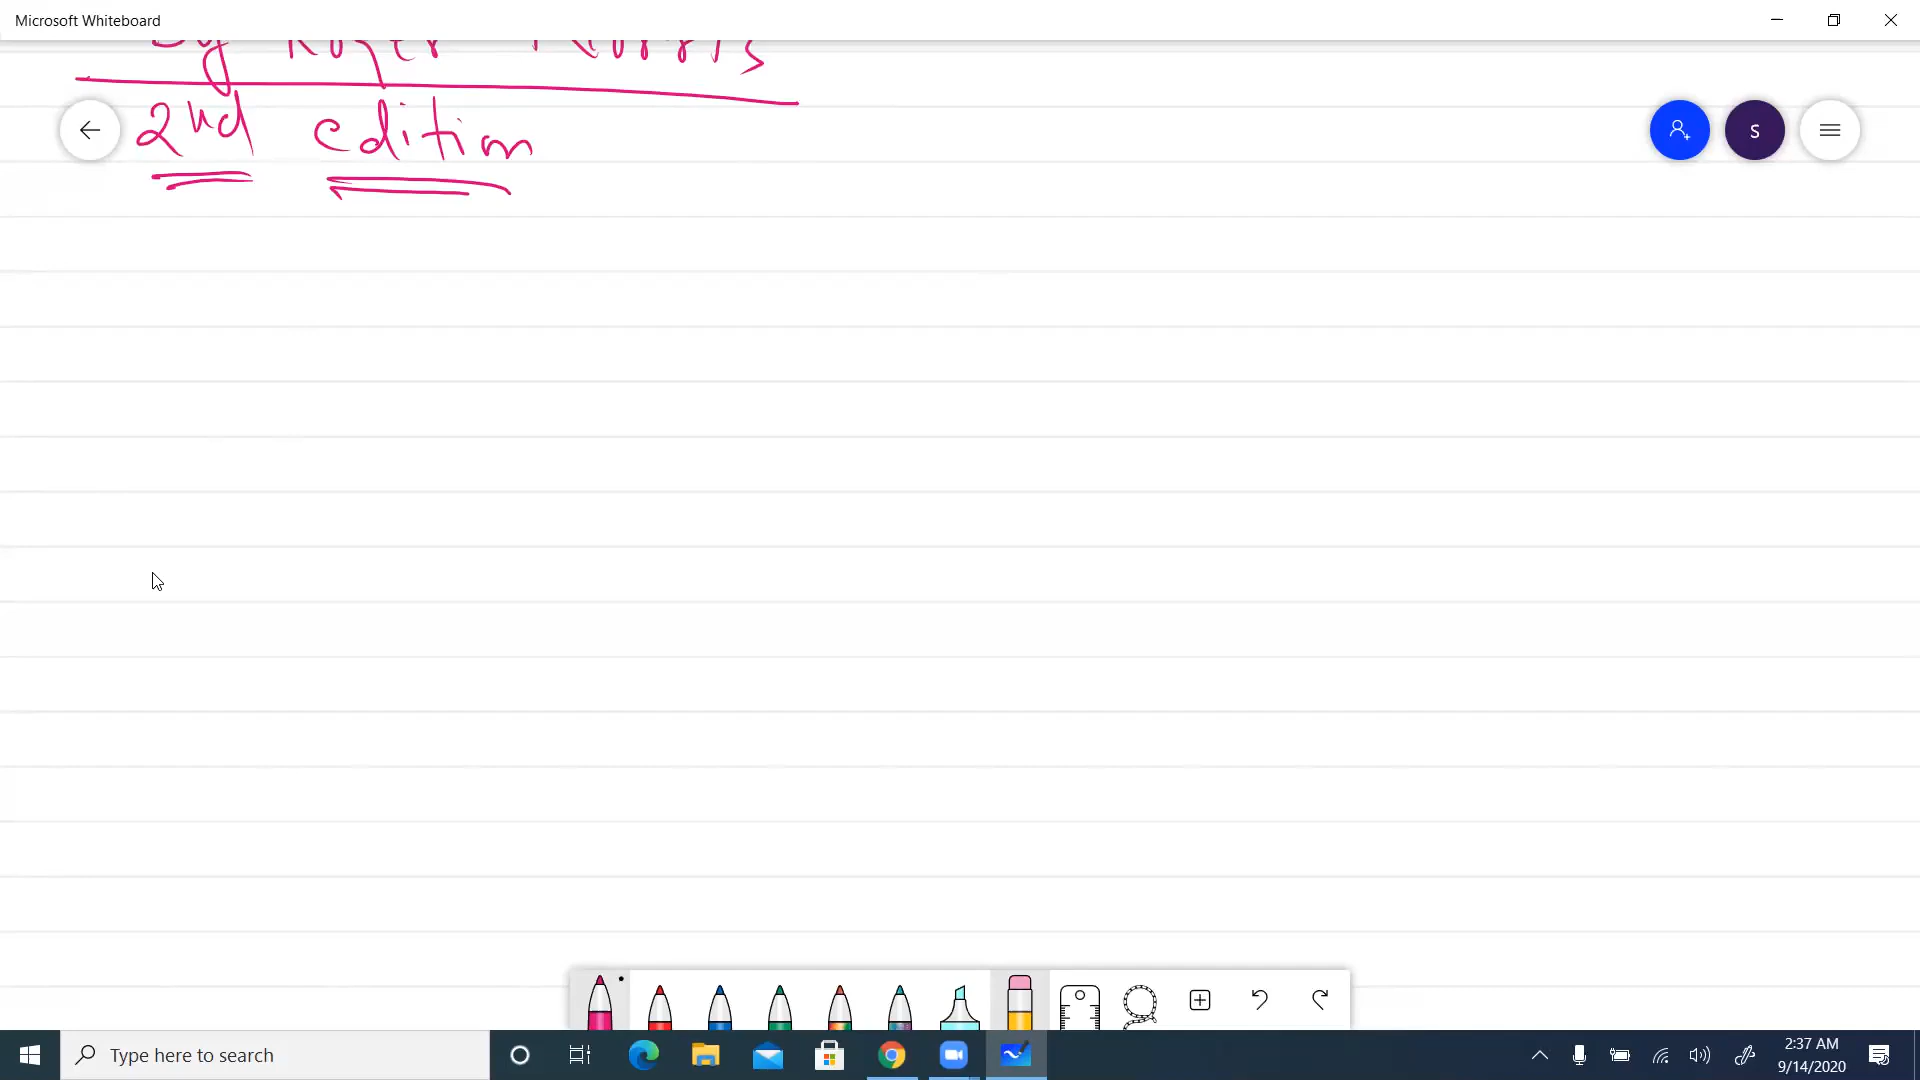 Microsoft Whiteboard
2nd edition
S
Type here to search
2:37 AM
9/14/2020